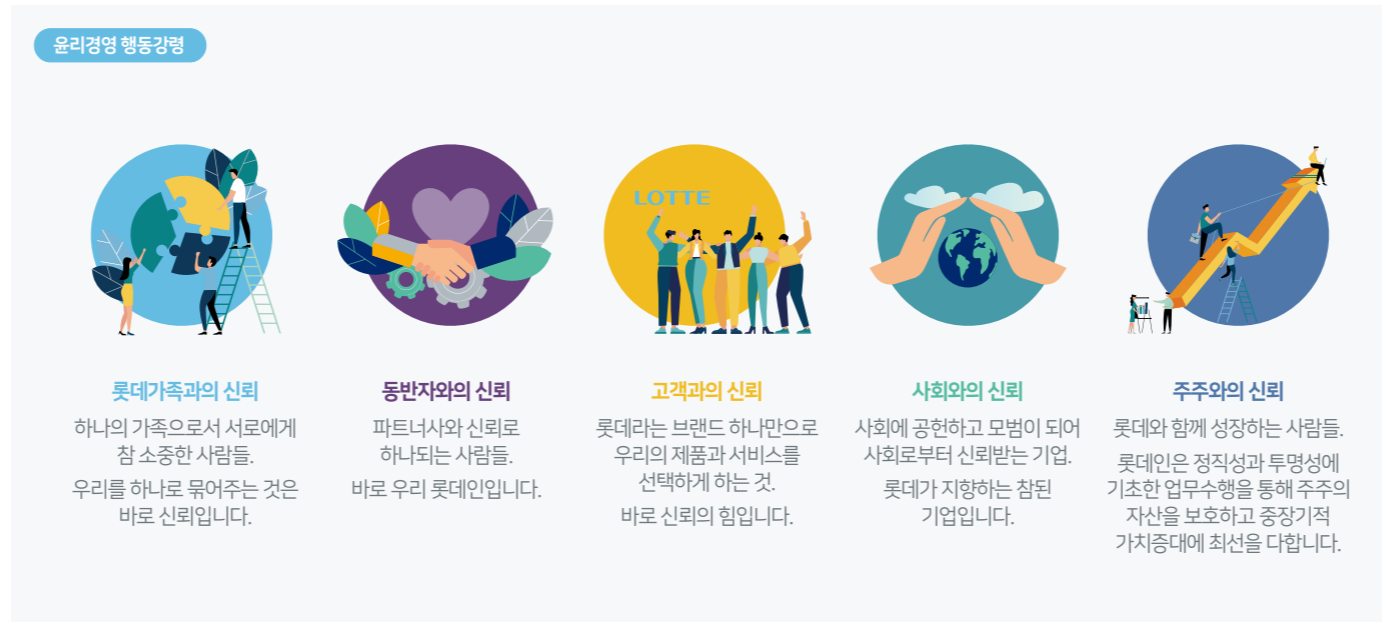 윤리경영 행동강령
LOTTE
롯데가족과의 신뢰
하나의 가족으로서 서로에게
참 소중한 사람들.
우리를 하나로 묶어주는 것은
바로 신뢰입니다.
동반자와의 신뢰
파트너사와 신뢰로
하나되는 사람들.
바로 우리 롯데인입니다.
고객과의 신뢰
롯데라는 브랜드 하나만으로
우리의 제품과 서비스를
선택하게 하는 것.
바로 신뢰의 힘입니다.
사회와의 신뢰
사회에 공헌하고 모범이 되어
사회로부터 신뢰받는 기업.
롯데가 지향하는 참된
기업입니다.
주주와의 신뢰
롯데와 함께 성장하는 사람들.
롯데인은 정직성과 투명성에
기초한 업무수행을 통해 주주의
자산을 보호하고 중장기적
가치증대에 최선을 다합니다.